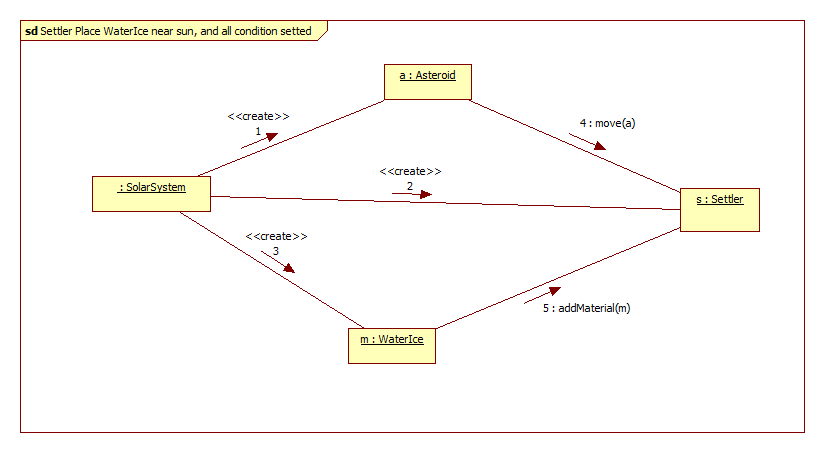 sd Settler Place WaterIce near sun, and all condition setted
a : Asteroid
<<create>>
1
4 : move(a)
<<create>>
2
: SolarSystem
s : Settler
<<create>>
3
5 : addMaterial(m)
m : WaterIce